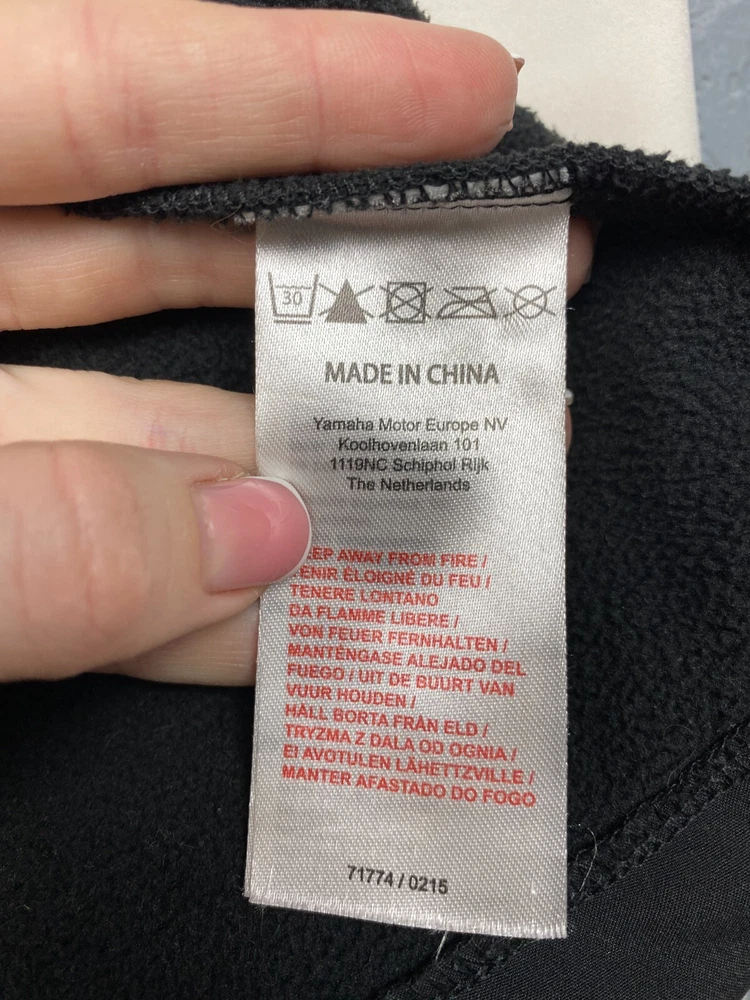 30
MADE IN CHINA
Yamaha Motor Europe NV
Koolhovenlaan 101
1119NC Schiphol Rijk
The Netherlands
AWAY FROM FIRE /
ÉLOIGNÉ DU FEU /
TENERE LONTANO
DA FLAMME LIBERE /
VON FEUER FERNHALTEN /
MANTÉNGASE ALEJADO DEL
FUEGO / UIT DE BUURT VAN
VUUR HOUDEN /
HÅLL BORTA FRÅN ELD /
TRYZMA Z DALA OD OGNIA /
EI AVOTULEN LÄHETTZVILLE /
MANTER AFASTADO DO FOGO
71774 / 0215